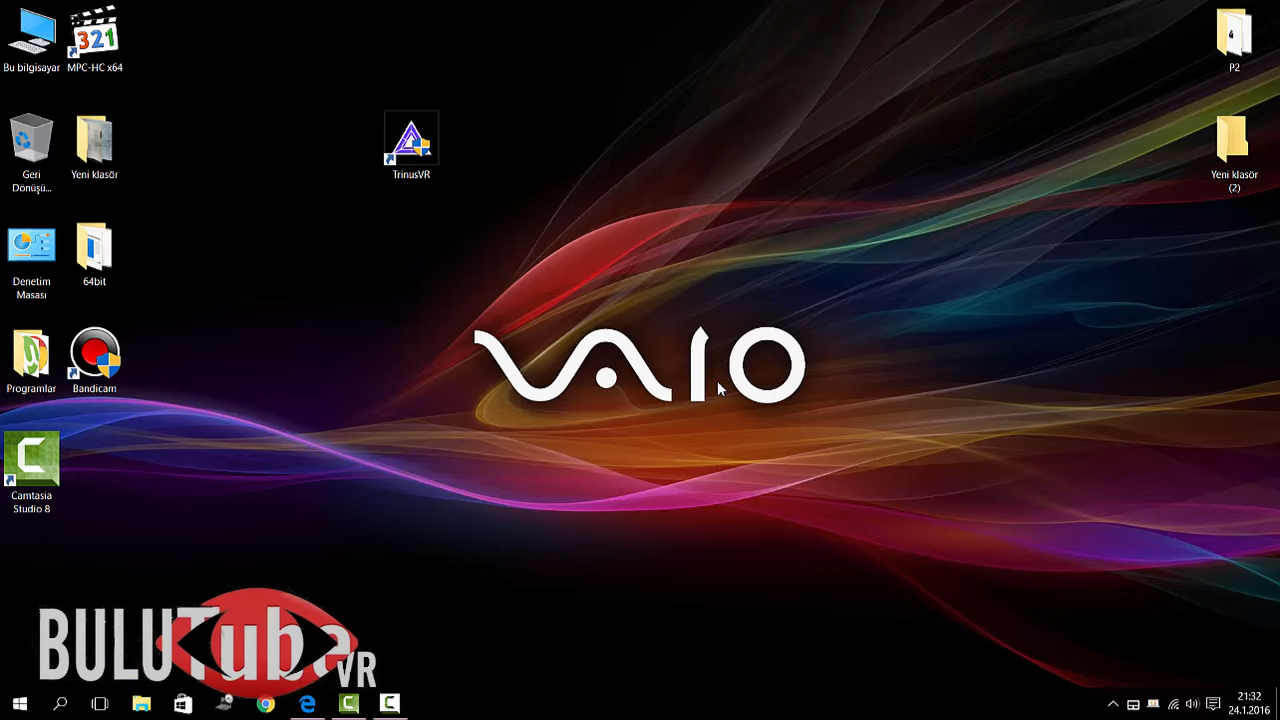 Bu bilgisayar
MPC-HC x64
Geri
Dönüşü...
Yeni klasör
Denetim
Masası
64bit
Programlar
Bandicam
Camtasia
Studio 8
TrinusVR
P2
Yeni klasör
(2)
VAIO
BULUTube
VR
21:32
24.1.2016